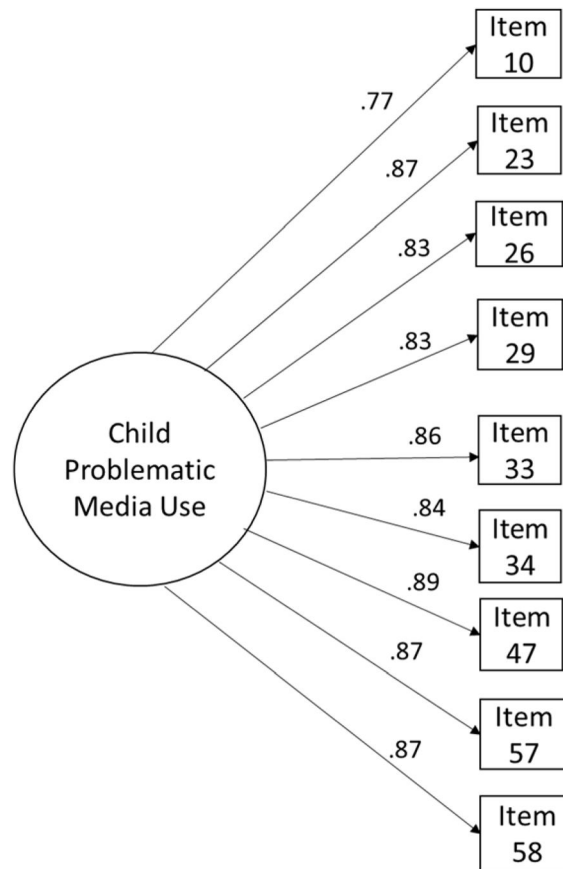 Item
10
.77
Item
23
.87
Item
26
.83
Item
29
.83
Child
Problematic
Media Use
.86
Item
33
.84
Item
34
.89
Item
47
.87
Item
57
.87
Item
58